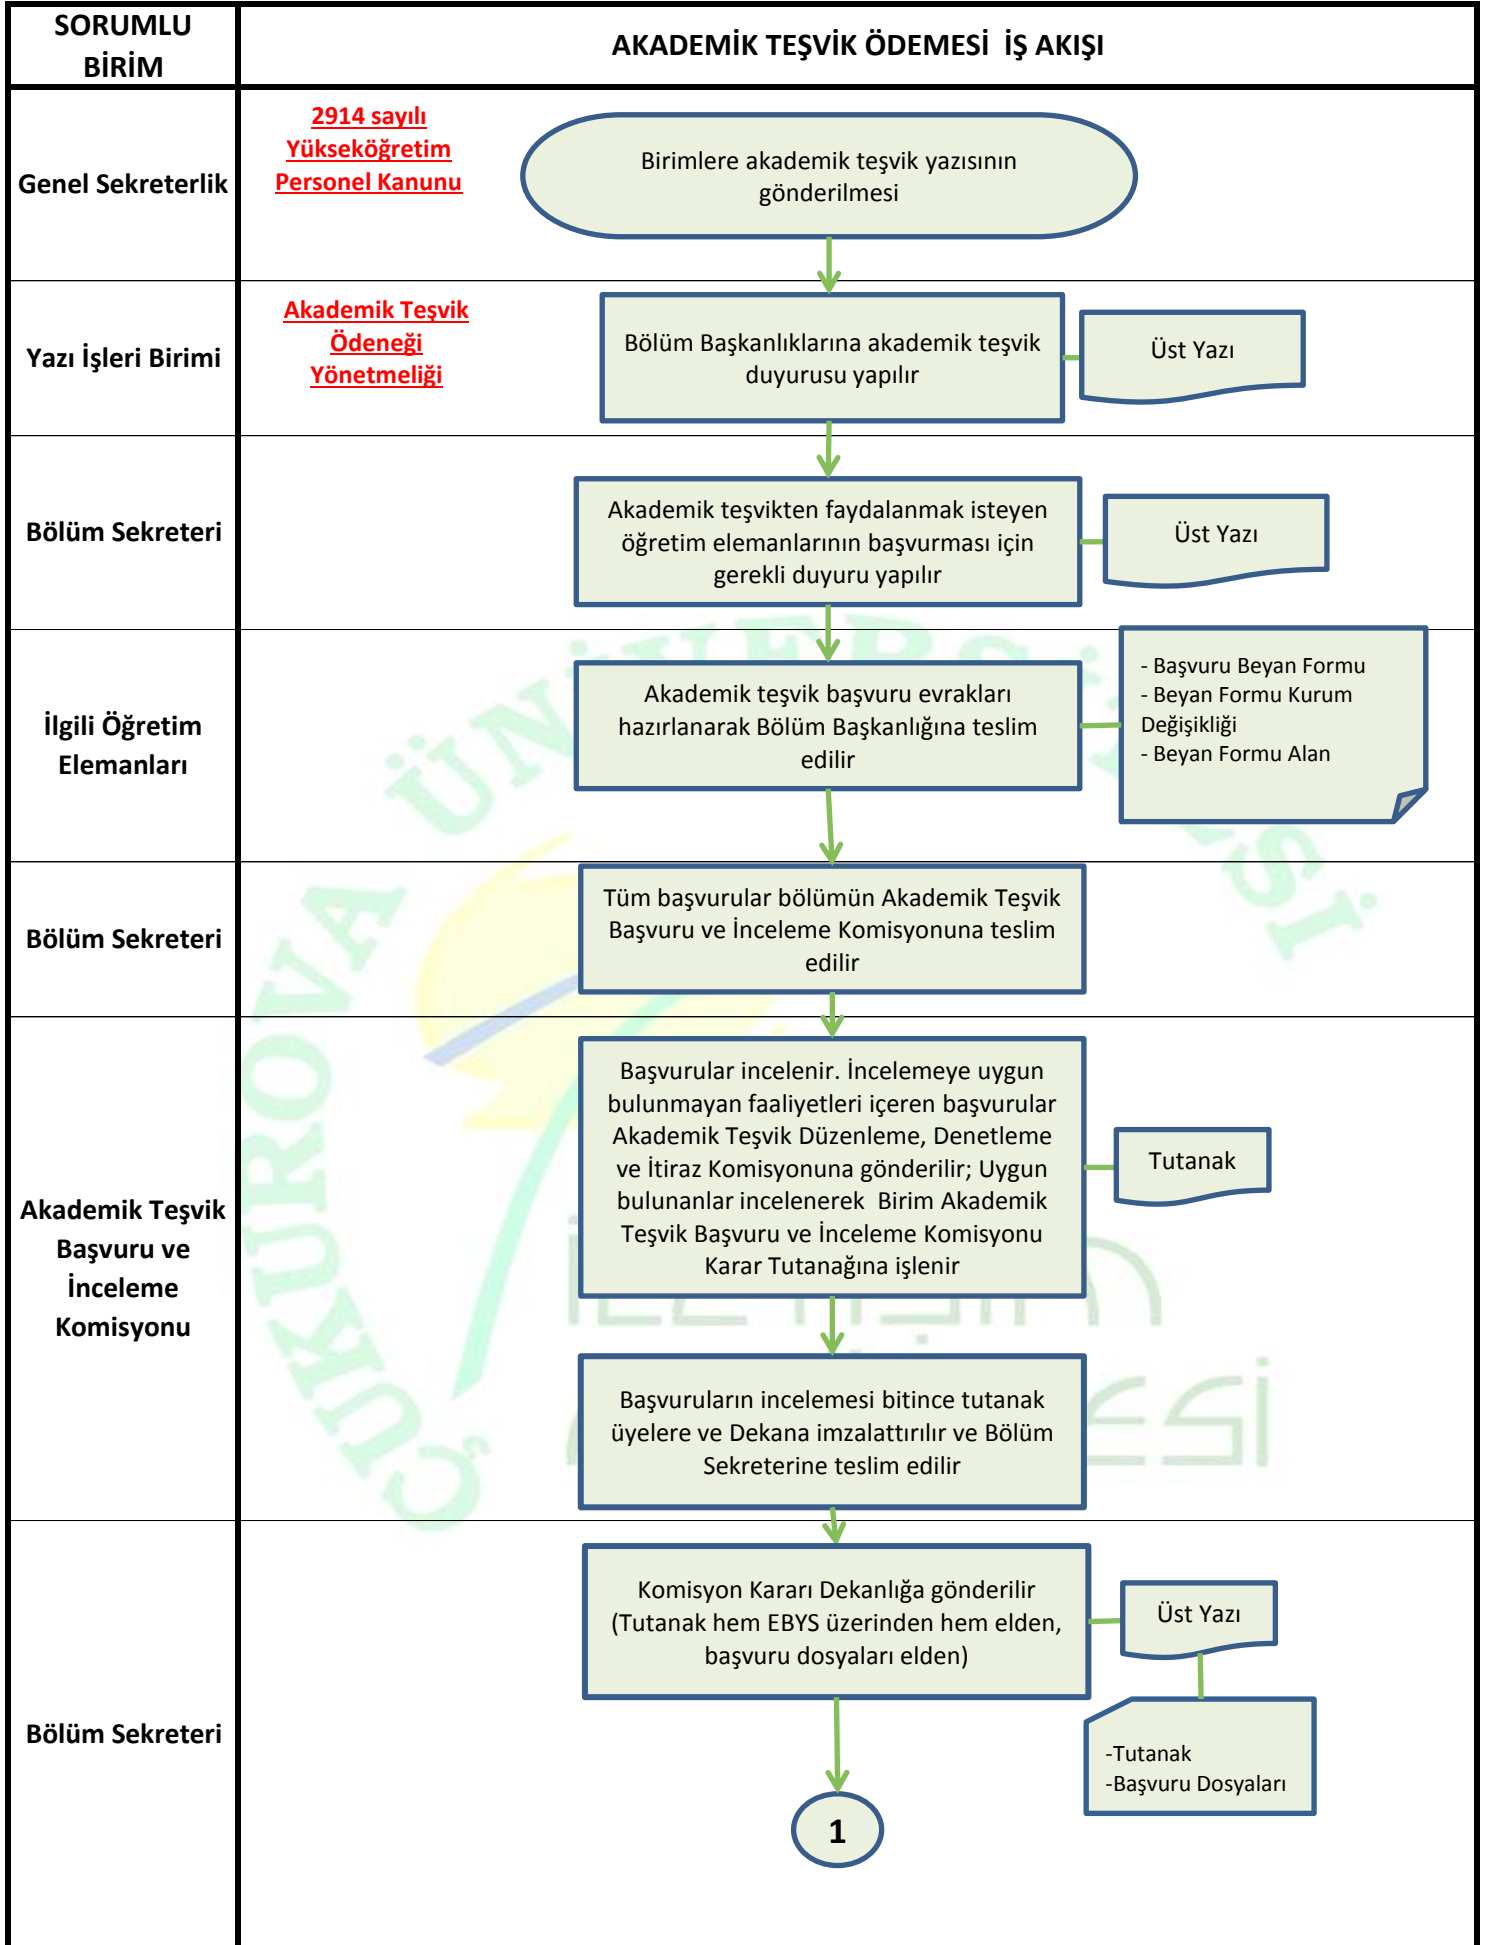 SORUMLU
BİRİM
AKADEMİK TEŞVİK ÖDEMESİ İŞ AKIŞI
Genel Sekreterlik
2914 sayılı
Yükseköğretim
Personel Kanunu
Birimlere akademik teşvik yazısının
gönderilmesi
Yazı İşleri Birimi
Akademik Teşvik
Ödeneği
Yönetmeliği
Bölüm Başkanlıklarına akademik teşvik
duyurusu yapılır
Üst Yazı
Bölüm Sekreteri
Akademik teşvikten faydalanmak isteyen
öğretim elemanlarının başvurması için
gerekli duyuru yapılır
Üst Yazı
İlgili Öğretim
Elemanları
Akademik teşvik başvuru evrakları
hazırlanarak Bölüm Başkanlığına teslim
edilir
- Başvuru Beyan Formu
- Beyan Formu Kurum
Değişikliği
- Beyan Formu Alan
Bölüm Sekreteri
Tüm başvurular bölümün Akademik Teşvik
Başvuru ve İnceleme Komisyonuna teslim
edilir
Akademik Teşvik
Başvuru ve
İnceleme
Komisyonu
Başvurular incelenir. İncelemeye uygun
bulunmayan faaliyetleri içeren başvurular
Akademik Teşvik Düzenleme, Denetleme
ve İtiraz Komisyonuna gönderilir; Uygun
bulunanlar incelenerek Birim Akademik
Teşvik Başvuru ve İnceleme Komisyonu
Karar Tutanağına işlenir
Tutanak
Başvuruların incelemesi bitince tutanak
üyelere ve Dekana imzalattırılır ve Bölüm
Sekreterine teslim edilir
Bölüm Sekreteri
Komisyon Kararı Dekanlığa gönderilir
(Tutanak hem EBYS üzerinden hem elden,
başvuru dosyaları elden)
Üst Yazı
-Tutanak
-Başvuru Dosyaları
1
ÇUKUROVA ÜNİVERSİTESİ
İLETİŞİM